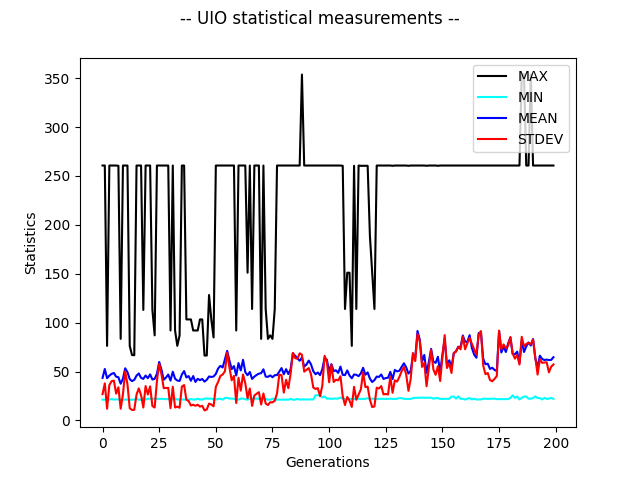 -- UIO statistical measurements --
350
300
250
200
150
100
50
0
Statistics
MAX
MIN
MEAN
STDEV
0 25 50 75 100 125 150 175 200
Generations